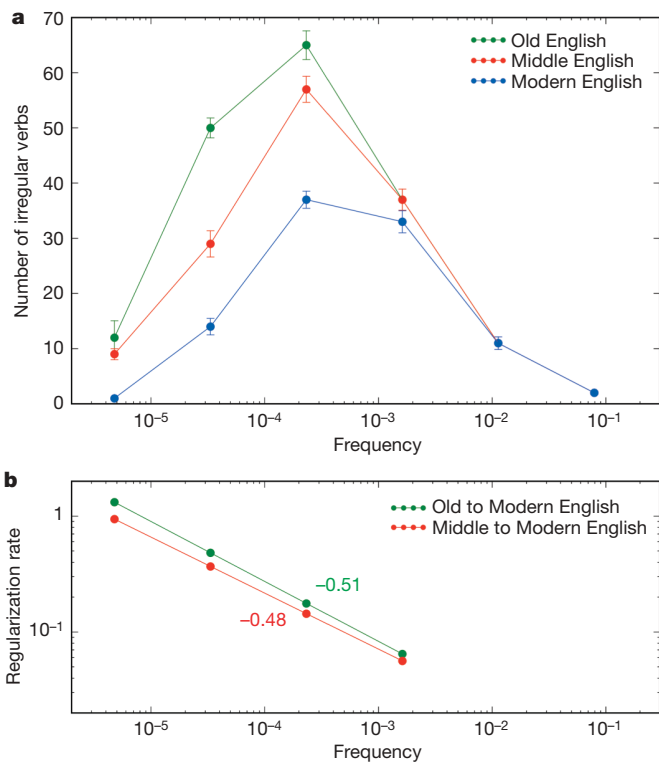 a
70
60
50
40
30
20
10
0
Number of irregular verbs
Old English
Middle English
Modern English
10⁻⁵ 10⁻⁴ 10⁻³ 10⁻² 10⁻¹
Frequency
b
1
10⁻¹
Regularization rate
Old to Modern English
Middle to Modern English
−0.51
−0.48
10⁻⁵ 10⁻⁴ 10⁻³ 10⁻² 10⁻¹
Frequency